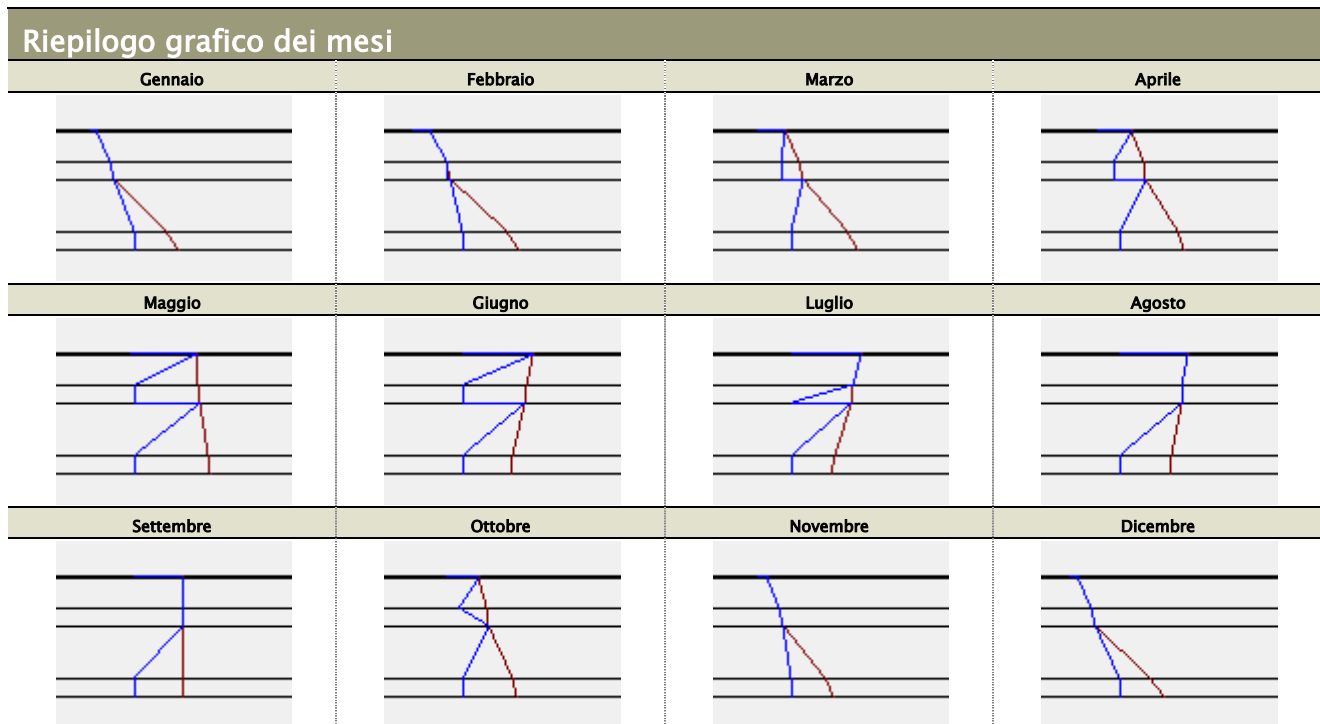 Riepilogo grafico dei mesi
Gennaio Febbraio Marzo Aprile
Maggio Giugno Luglio Agosto
Settembre Ottobre Novembre Dicembre